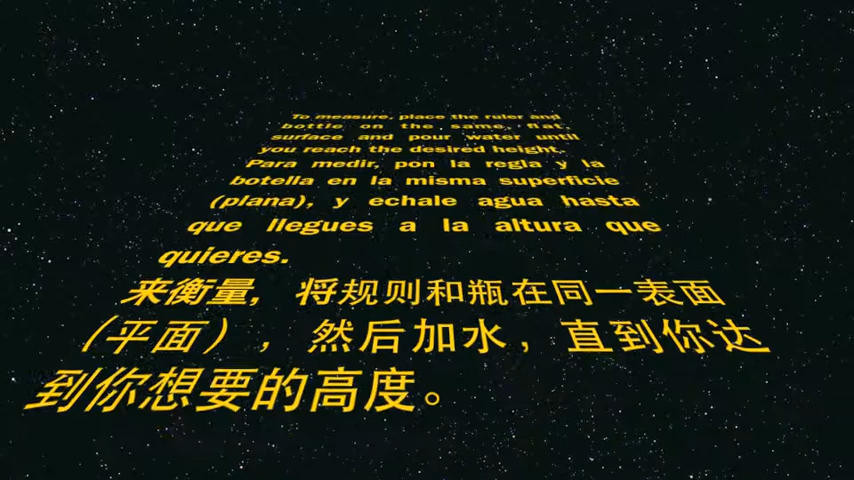 To measure, place the ruler and
bottle on the same, flat,
surface and pour water until
you reach the desired height.
Para medir, pon la regla y la
botella en la misma superficie
(plana), y echale agua hasta
que llegues a la altura que
quieres.
来衡量，将规则和瓶在同一表面
（平面），然后加水，直到你达
到你想要的高度。